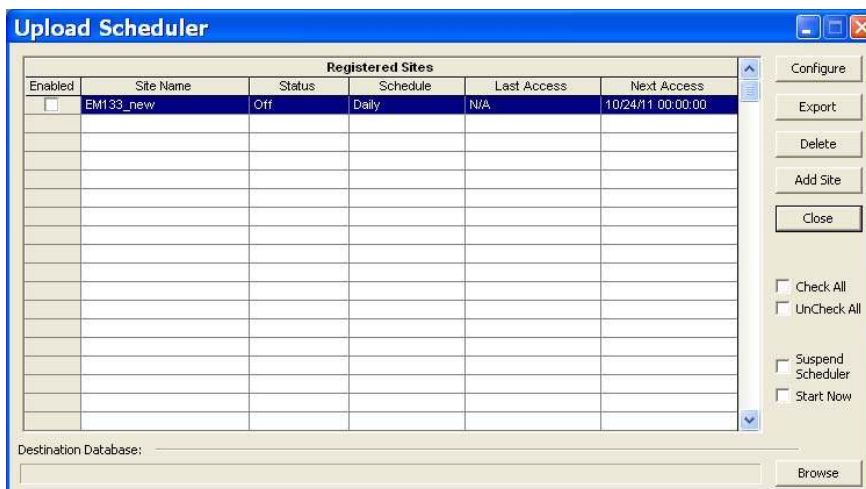 Upload Scheduler
Registered Sites
Enabled Site Name Status Schedule Last Access Next Access
EM133_new Off Daily N/A 10/24/11 00:00:00
Configure
Export
Delete
Add Site
Close
Check All
UnCheck All
Suspend
Scheduler
Start Now
Destination Database:
Browse